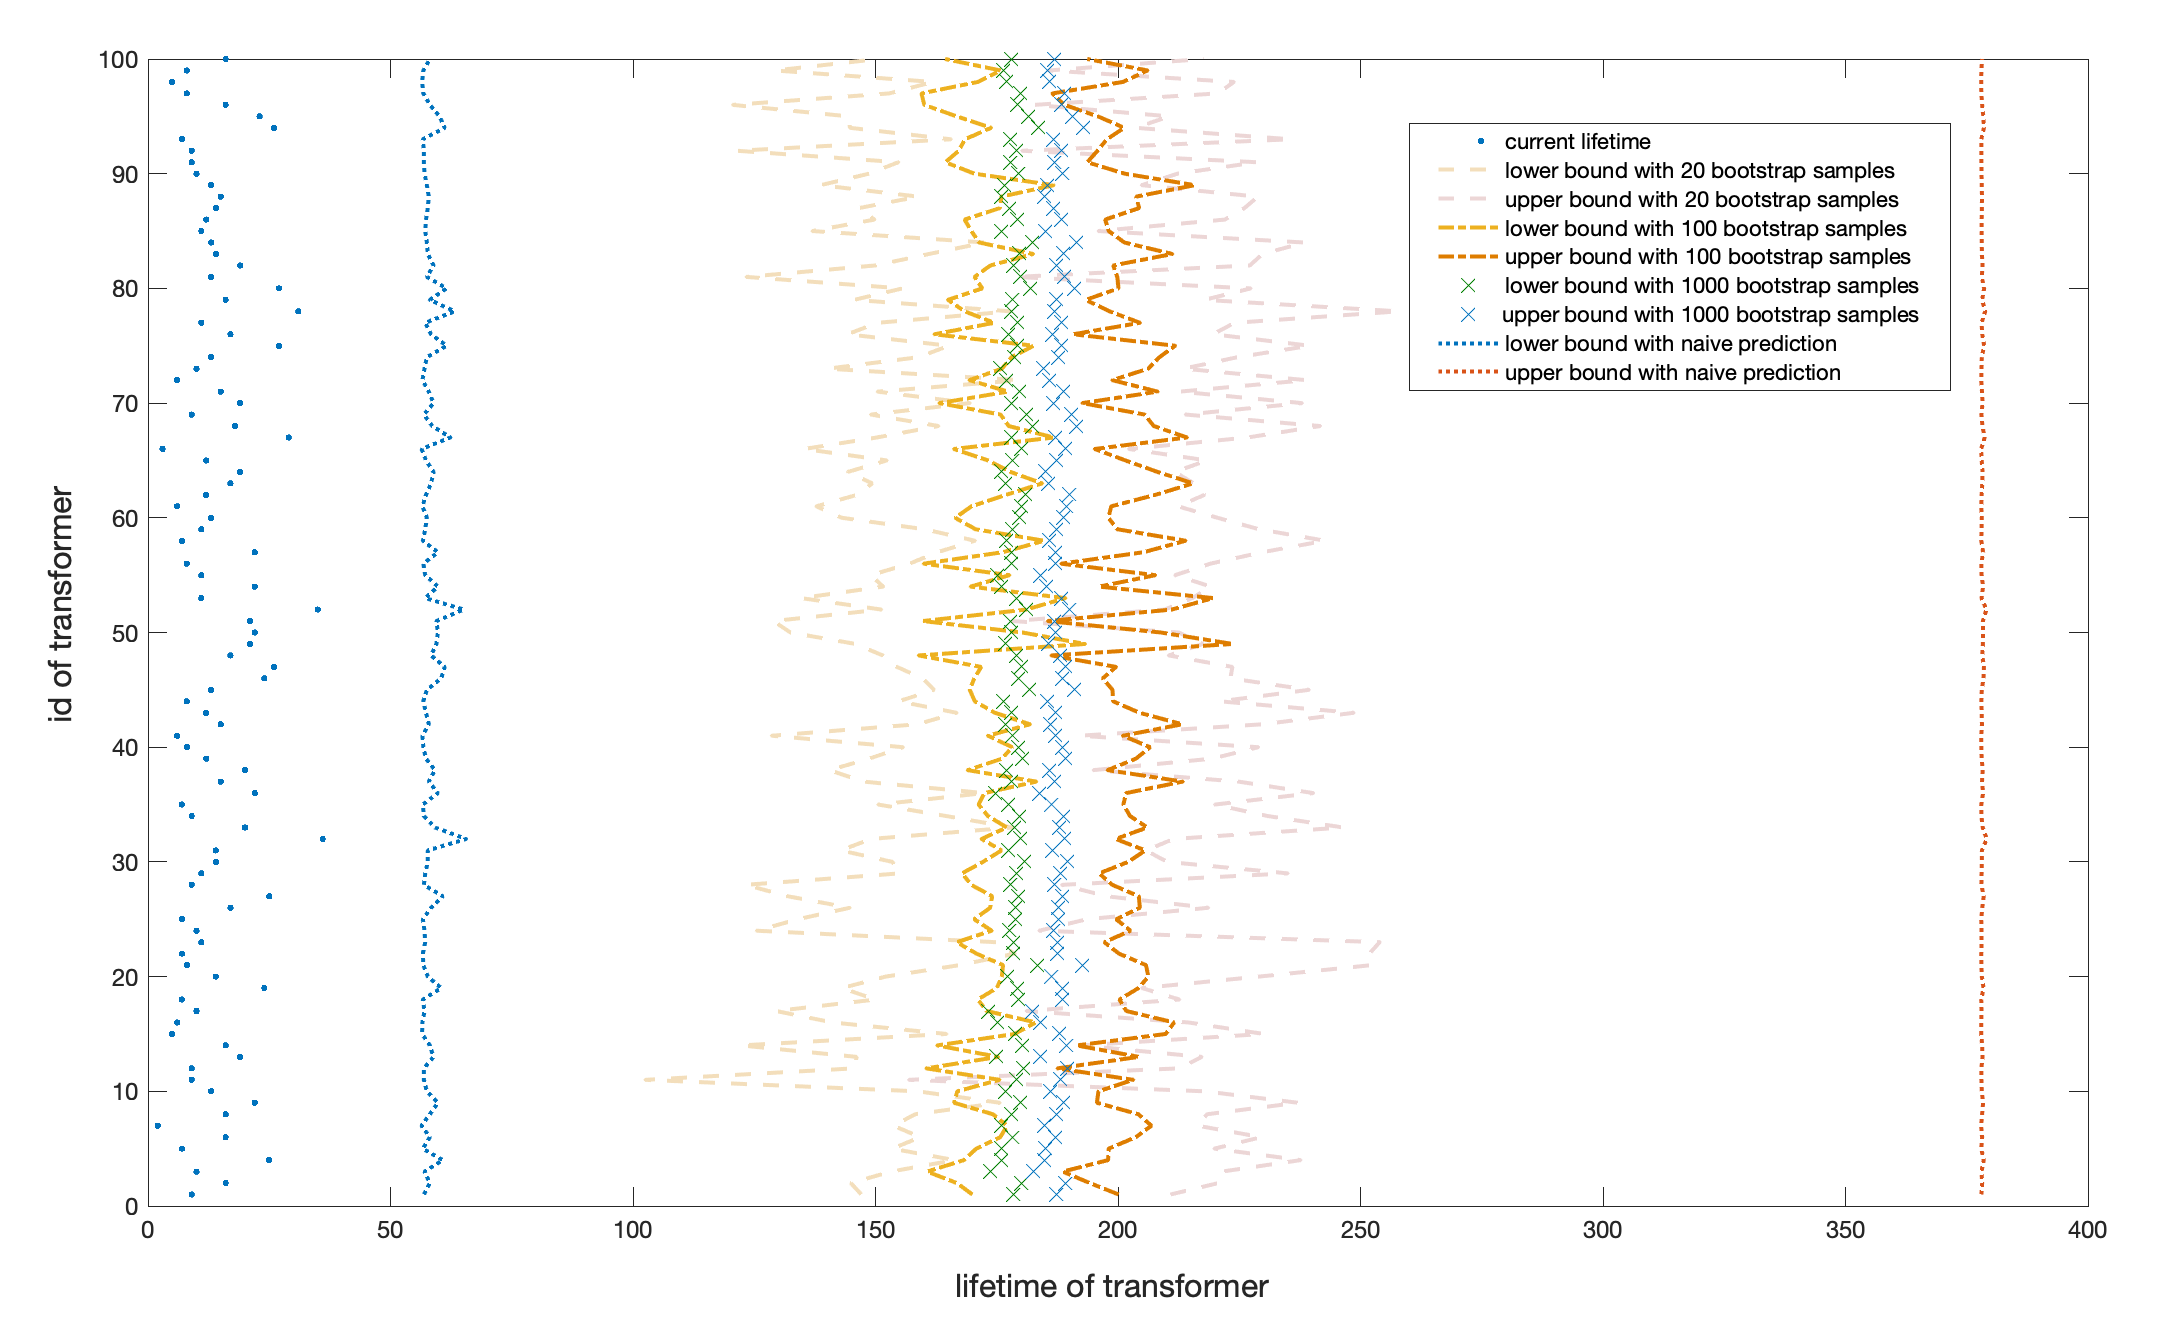 100
90
80
70
60
50
40
30
20
10
0
id of transformer
current lifetime
lower bound with 20 bootstrap samples
upper bound with 20 bootstrap samples
lower bound with 100 bootstrap samples
upper bound with 100 bootstrap samples
lower bound with 1000 bootstrap samples
upper bound with 1000 bootstrap samples
lower bound with naive prediction
upper bound with naive prediction
0 50 100 150 200 250 300 350 400
lifetime of transformer